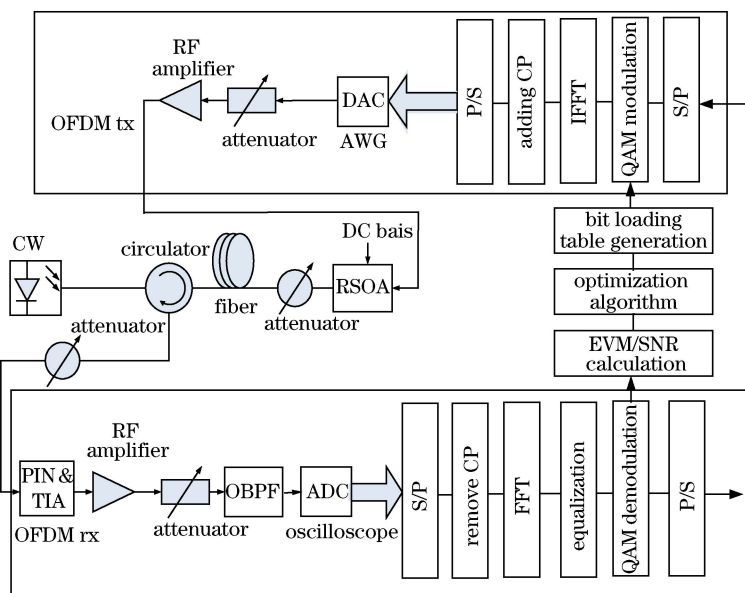 RF
amplifier
OFDM tx
attenuator
DAC
AWG
P/S
adding CP
IFFT
QAM modulation
S/P
bit loading
table generation
optimization
algorithm
EVM/SNR
calculation
CW
circulator
fiber
DC bais
RSOA
attenuator
attenuator
RF
amplifier
PIN &
TIA
OFDM rx
attenuator
OBPF
ADC
oscilloscope
S/P
remove CP
FFT
equalization
QAM demodulation
P/S